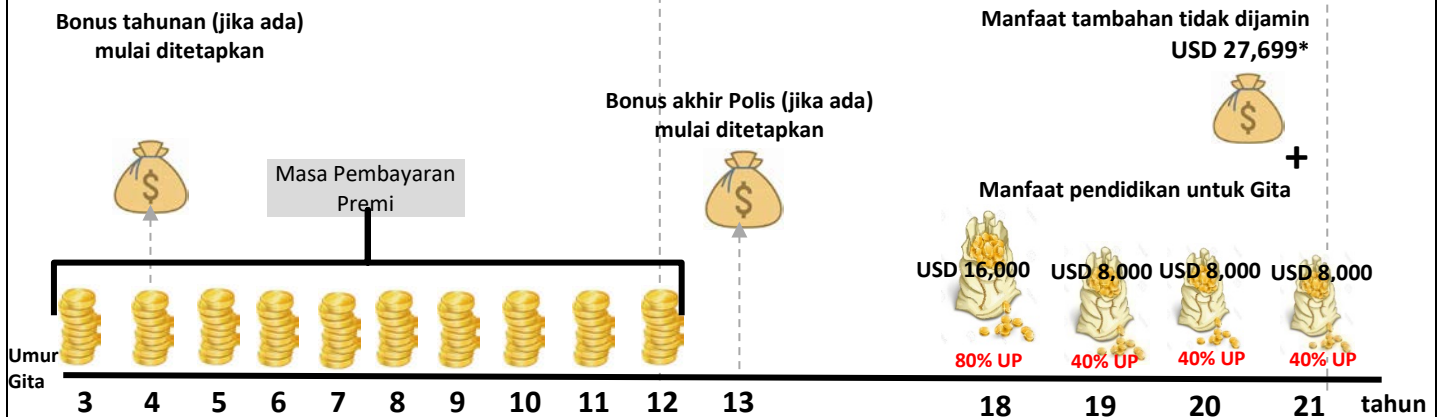 Bonus tahunan (jika ada)
mulai ditetapkan
Manfaat tambahan tidak dijamin
USD 27,699*
$
Bonus akhir Polis (jika ada)
mulai ditetapkan
$
+
Masa Pembayaran
Premi
$
Manfaat pendidikan untuk Gita
USD 16,000 USD 8,000 USD 8,000 USD 8,000
80% UP 40% UP 40% UP 40% UP
Umur
Gita
3 4 5 6 7 8 9 10 11 12 13 18 19 20 21 tahun